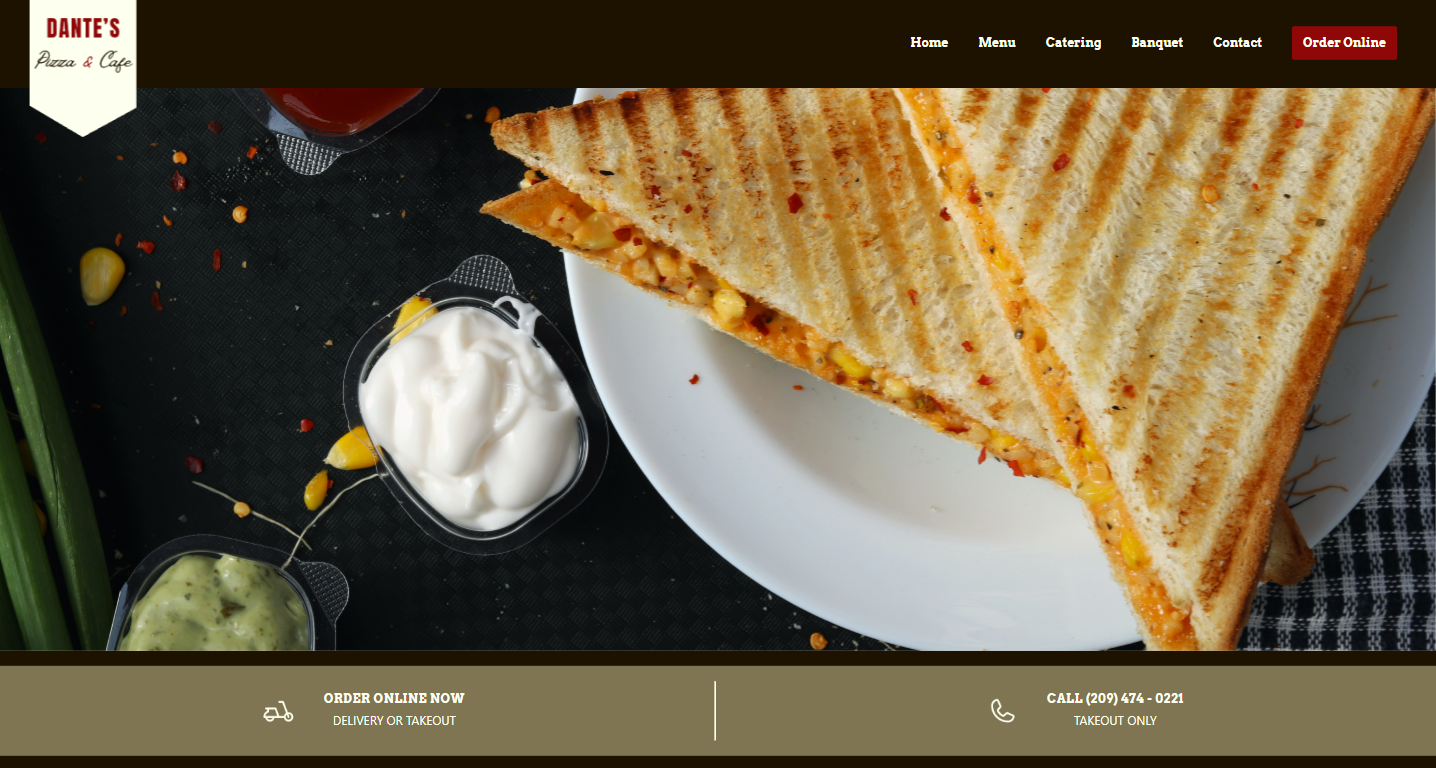 DANTE'S
Pizza & Cafe
Home Menu Catering Banquet Contact Order Online
ORDER ONLINE NOW
DELIVERY OR TAKEOUT
CALL (209) 474 - 0221
TAKEOUT ONLY